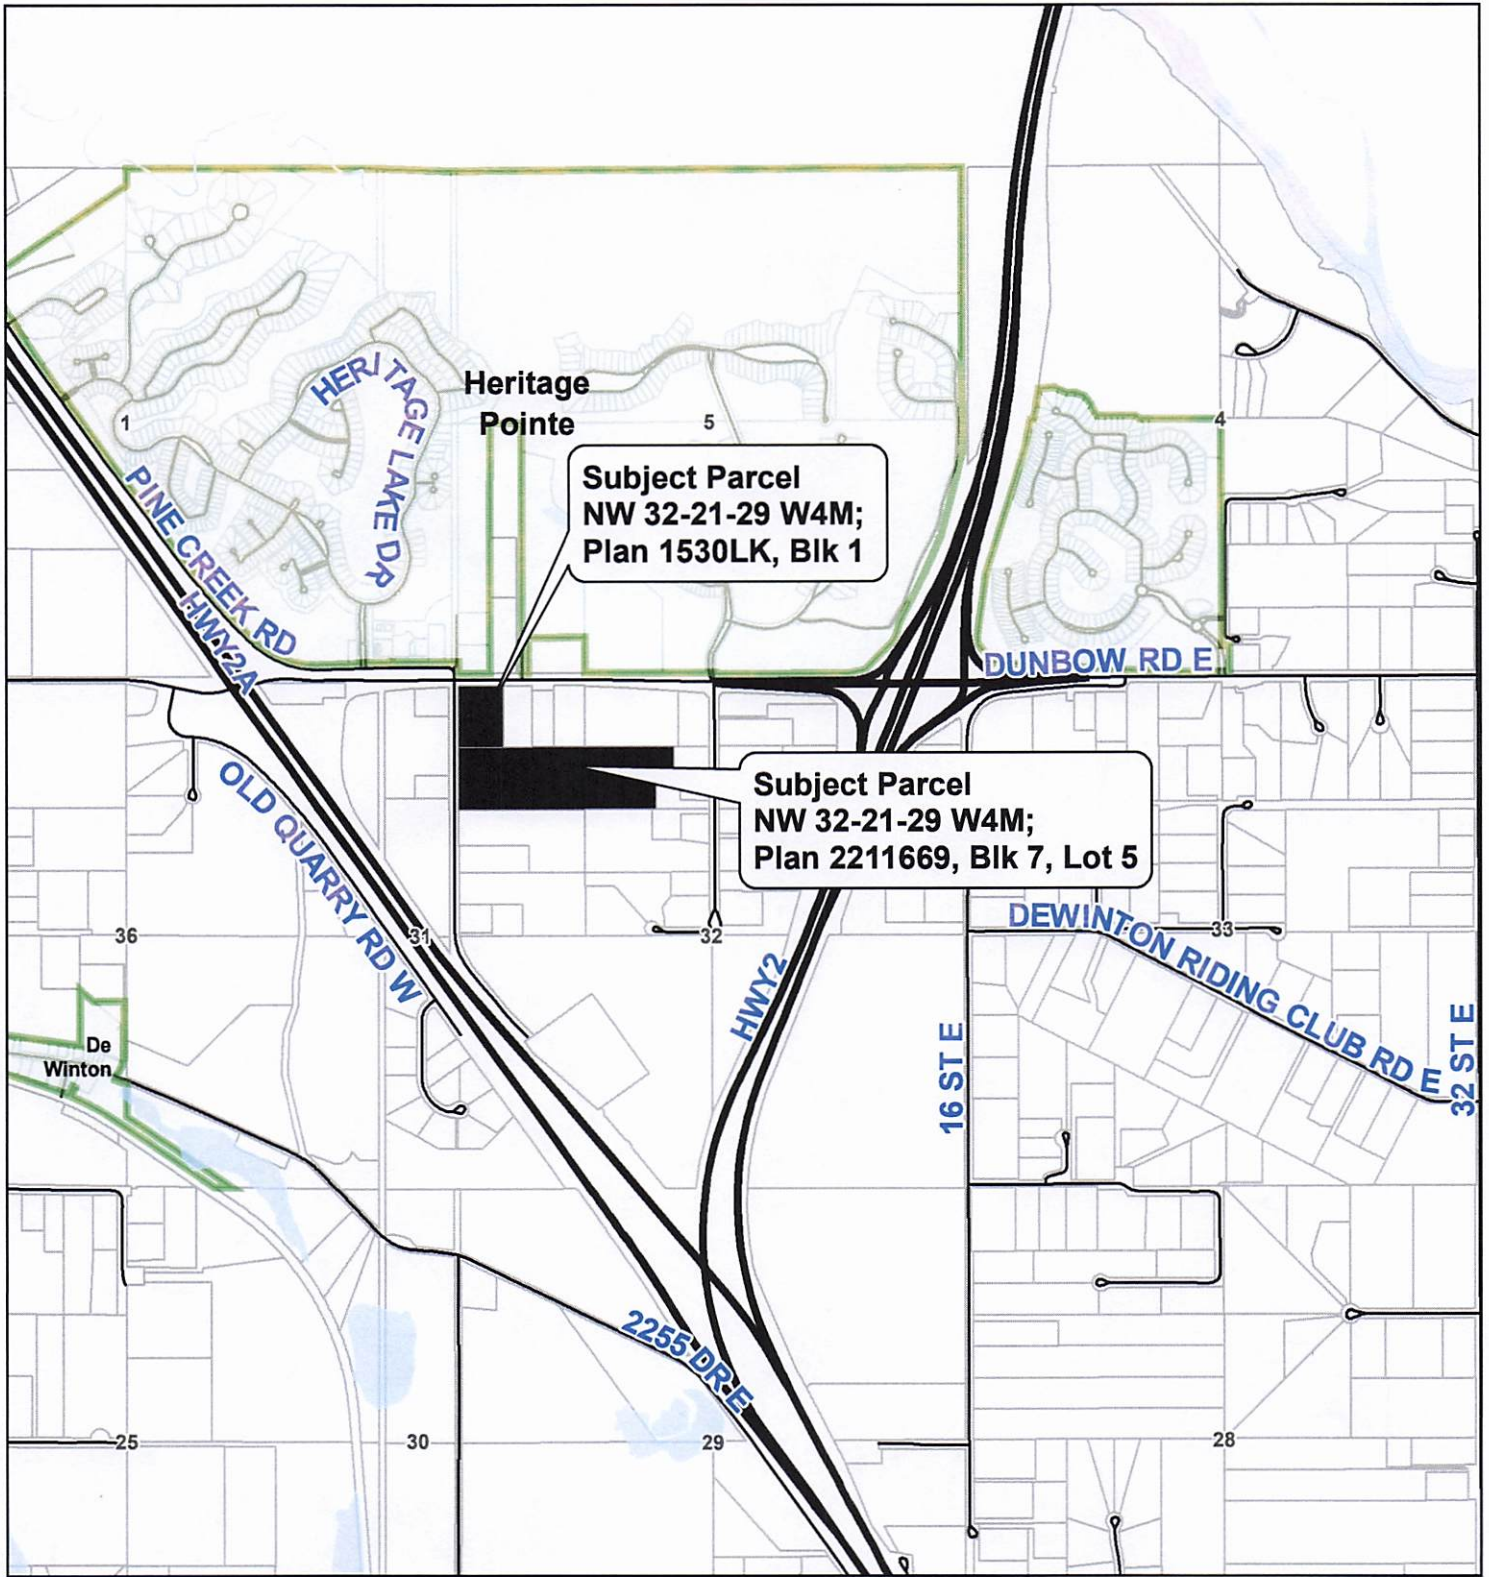 HERITAGE LAKE DR
Heritage
Pointe
1
5
4
Subject Parcel
NW 32-21-29 W4M;
Plan 1530LK, Blk 1
PINE CREEK RD
HWY2A
DUNBOW RD E
OLD QUARRY RD W
Subject Parcel
NW 32-21-29 W4M;
Plan 2211669, Blk 7, Lot 5
36
31
32
33
DEWINTON RIDING CLUB RD E
HWY2
16 ST E
32 ST E
De
Winton
2255 DR E
25
30
29
28